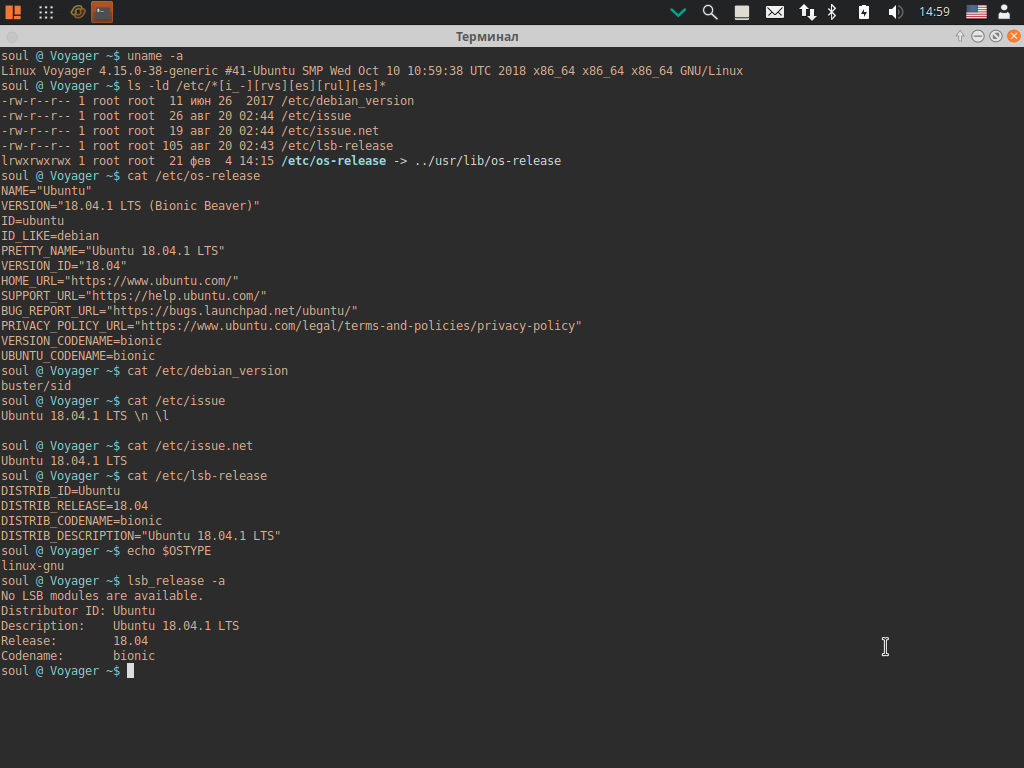 14:59
Терминал
soul @ Voyager ~$ uname -a
Linux Voyager 4.15.0-38-generic #41-Ubuntu SMP Wed Oct 10 10:59:38 UTC 2018 x86_64 x86_64 x86_64 GNU/Linux
soul @ Voyager ~$ ls -ld /etc/*[i_-][rvs][es][rul][es]*
-rw-r--r-- 1 root root  11 июн 26  2017 /etc/debian_version
-rw-r--r-- 1 root root  26 авг 20 02:44 /etc/issue
-rw-r--r-- 1 root root  19 авг 20 02:44 /etc/issue.net
-rw-r--r-- 1 root root 105 авг 20 02:43 /etc/lsb-release
lrwxrwxrwx 1 root root  21 фев  4 14:15 /etc/os-release -> ../usr/lib/os-release
soul @ Voyager ~$ cat /etc/os-release
NAME="Ubuntu"
VERSION="18.04.1 LTS (Bionic Beaver)"
ID=ubuntu
ID_LIKE=debian
PRETTY_NAME="Ubuntu 18.04.1 LTS"
VERSION_ID="18.04"
HOME_URL="https://www.ubuntu.com/"
SUPPORT_URL="https://help.ubuntu.com/"
BUG_REPORT_URL="https://bugs.launchpad.net/ubuntu/"
PRIVACY_POLICY_URL="https://www.ubuntu.com/legal/terms-and-policies/privacy-policy"
VERSION_CODENAME=bionic
UBUNTU_CODENAME=bionic
soul @ Voyager ~$ cat /etc/debian_version
buster/sid
soul @ Voyager ~$ cat /etc/issue
Ubuntu 18.04.1 LTS \n \l
soul @ Voyager ~$ cat /etc/issue.net
Ubuntu 18.04.1 LTS
soul @ Voyager ~$ cat /etc/lsb-release
DISTRIB_ID=Ubuntu
DISTRIB_RELEASE=18.04
DISTRIB_CODENAME=bionic
DISTRIB_DESCRIPTION="Ubuntu 18.04.1 LTS"
soul @ Voyager ~$ echo $OSTYPE
linux-gnu
soul @ Voyager ~$ lsb_release -a
No LSB modules are available.
Distributor ID: Ubuntu
Description:    Ubuntu 18.04.1 LTS
Release:        18.04
Codename:       bionic
soul @ Voyager ~$